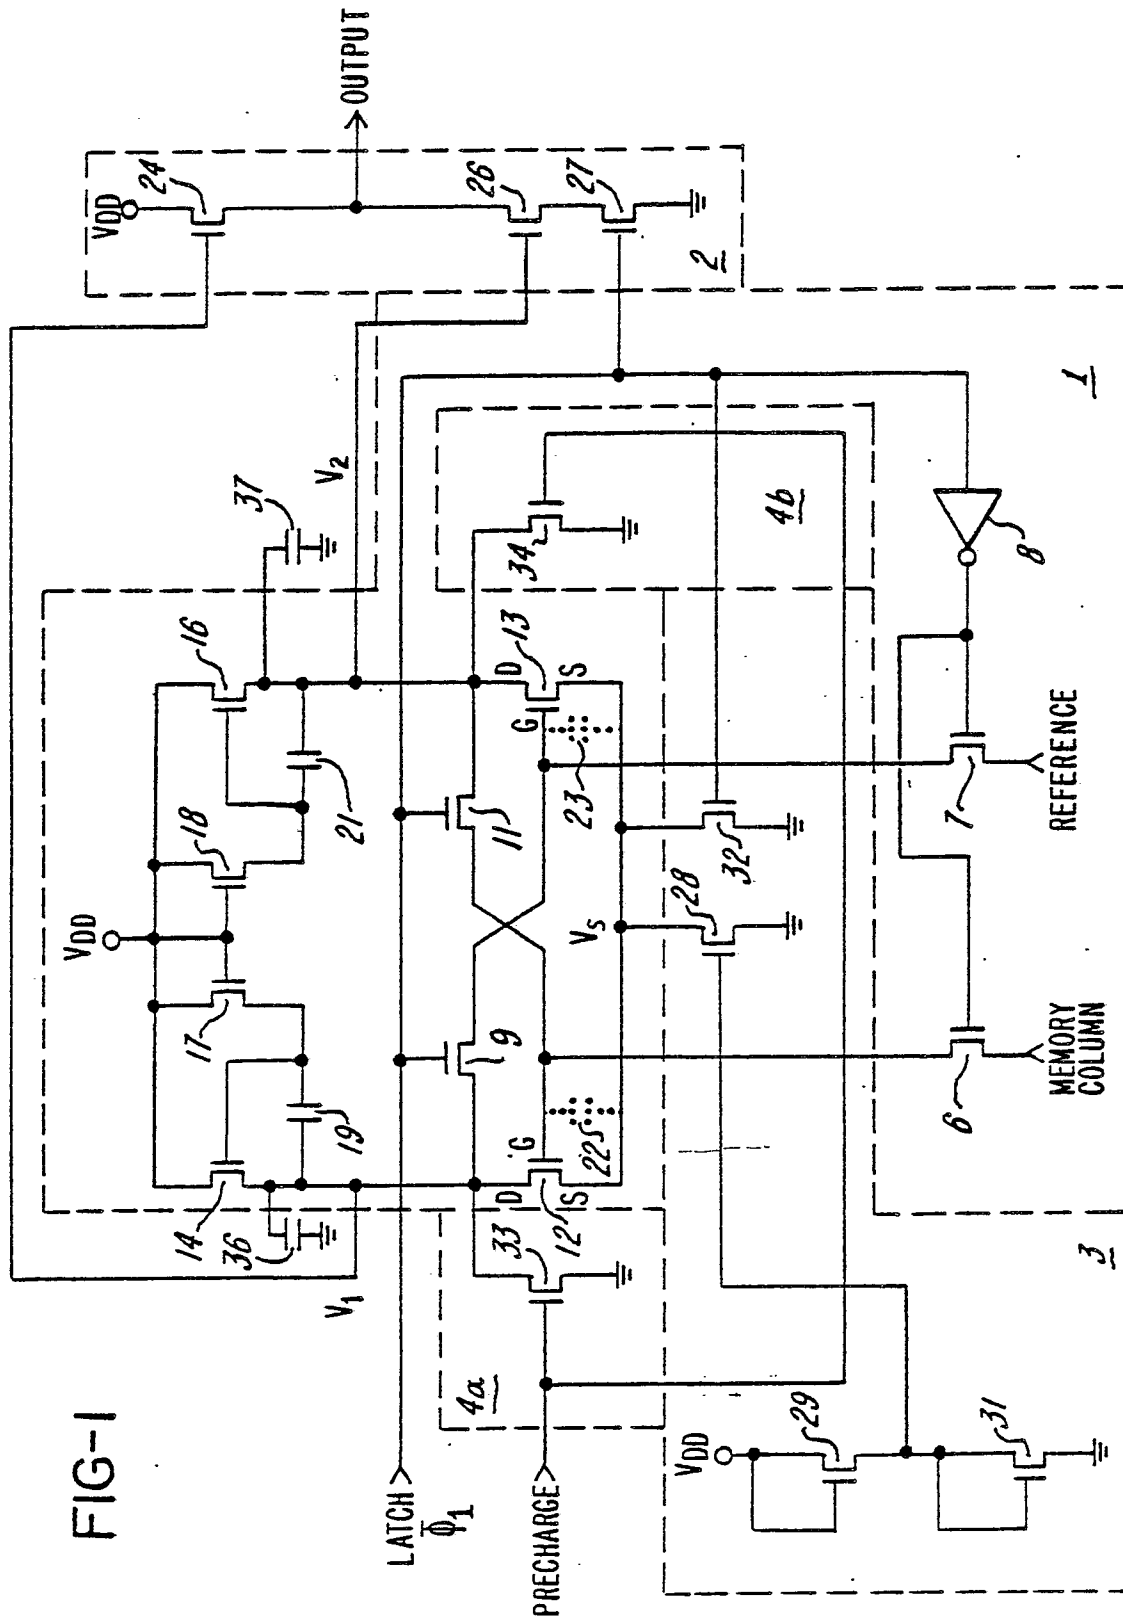 FIG-1
VDD
24
OUTPUT
26
27
2
V1
V2
VDD
14
17
18
16
36
37
19
21
LATCH
Φ1
9
11
D
G
S
12
22
D
G
S
13
23
VS
PRECHARGE
4a
33
34
4b
28
32
VDD
29
31
3
1
8
6
7
MEMORY
COLUMN
REFERENCE